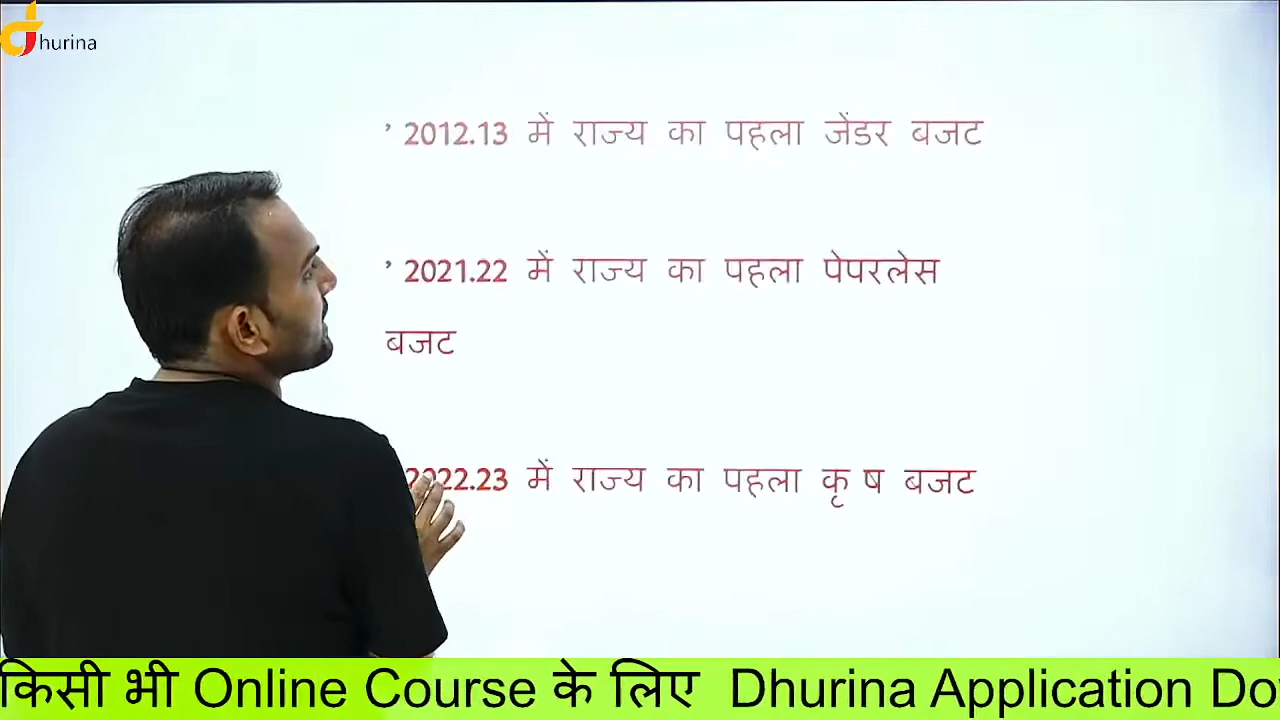 Dhurina
’ 2012.13 में राज्य का पहला जेंडर बजट
’ 2021.22 में राज्य का पहला पेपरलेस
बजट
2022.23 में राज्य का पहला कृ ष बजट
किसी भी Online Course के लिए Dhurina Application Do